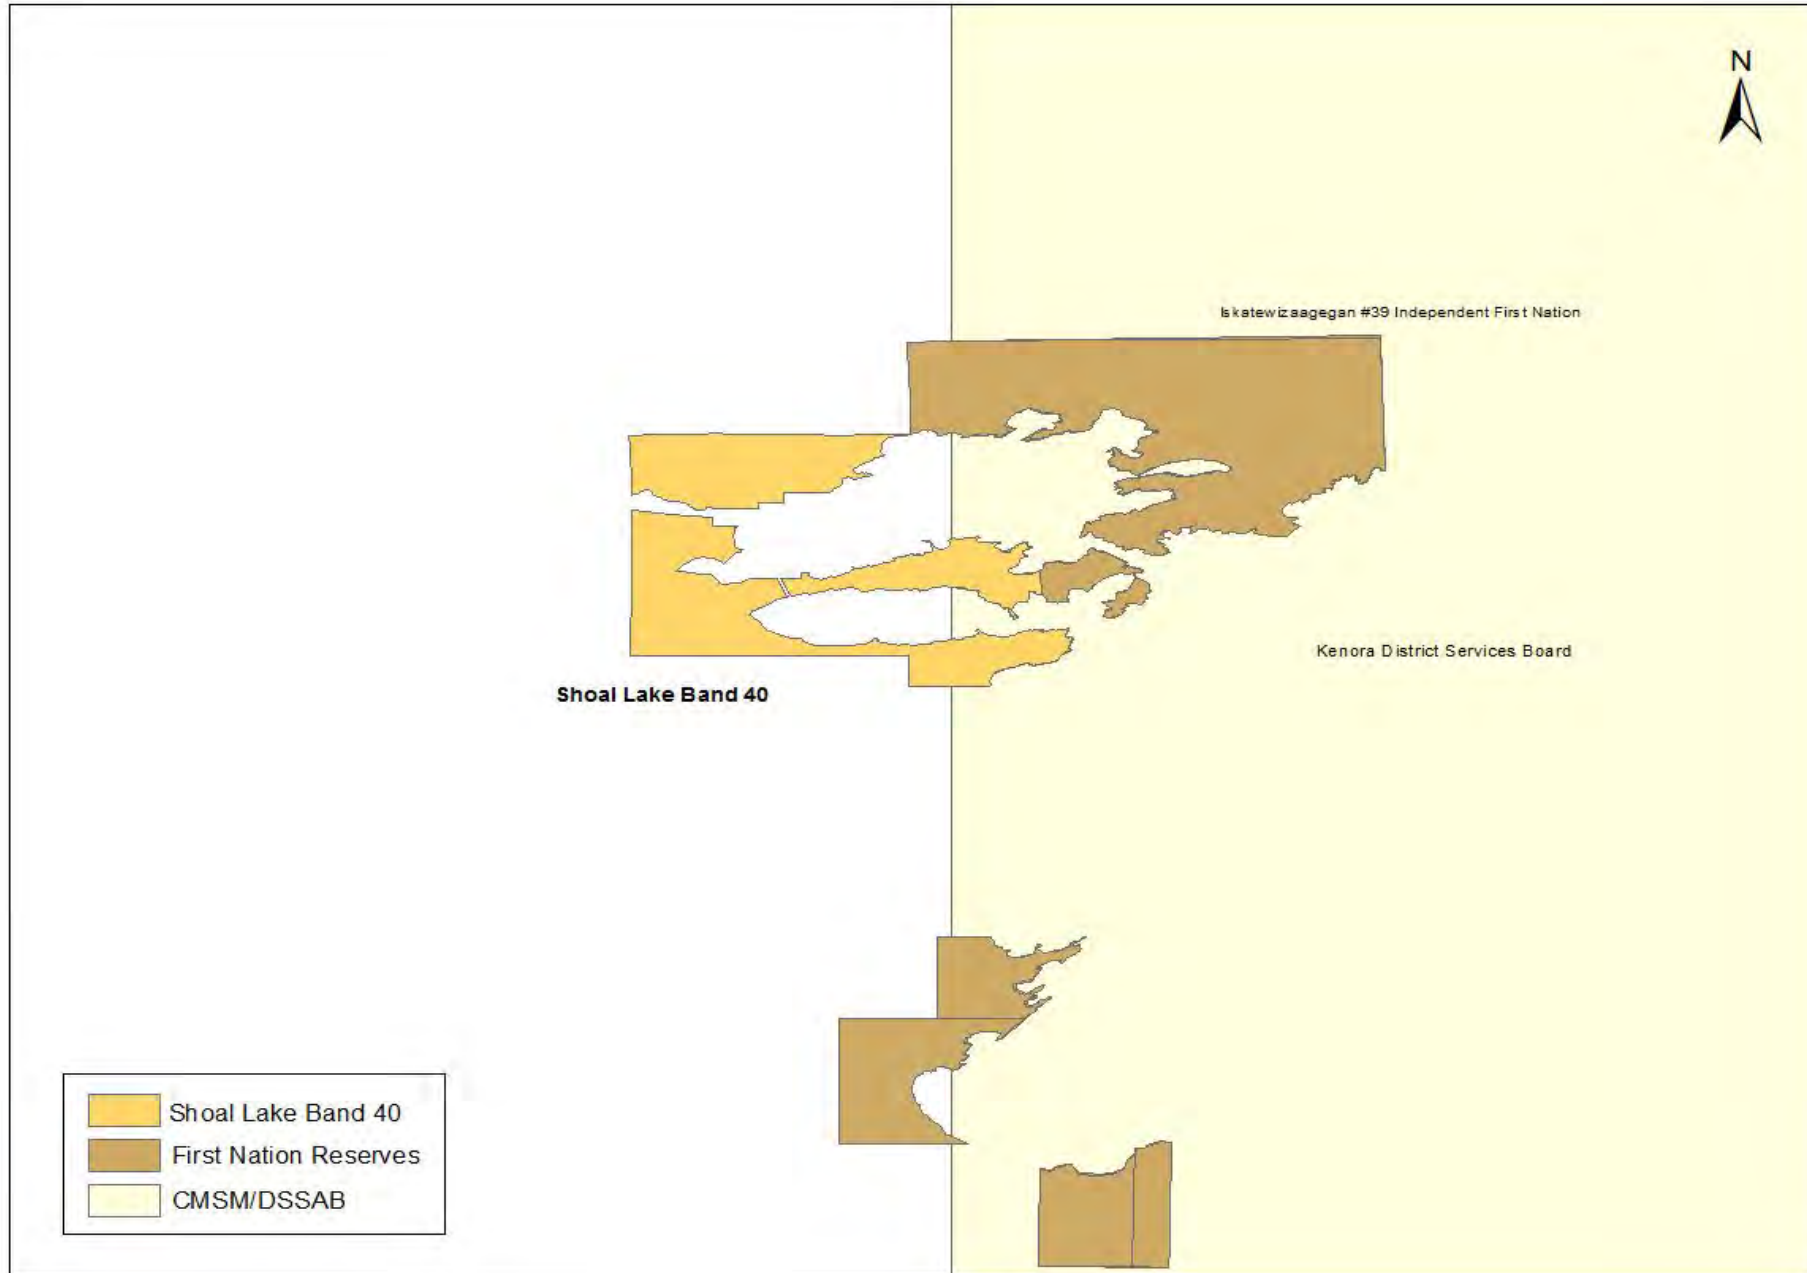 N
Iskatewizaagegan #39 Independent First Nation
Kenora District Services Board
Shoal Lake Band 40
Shoal Lake Band 40
First Nation Reserves
CMSM/DSSAB